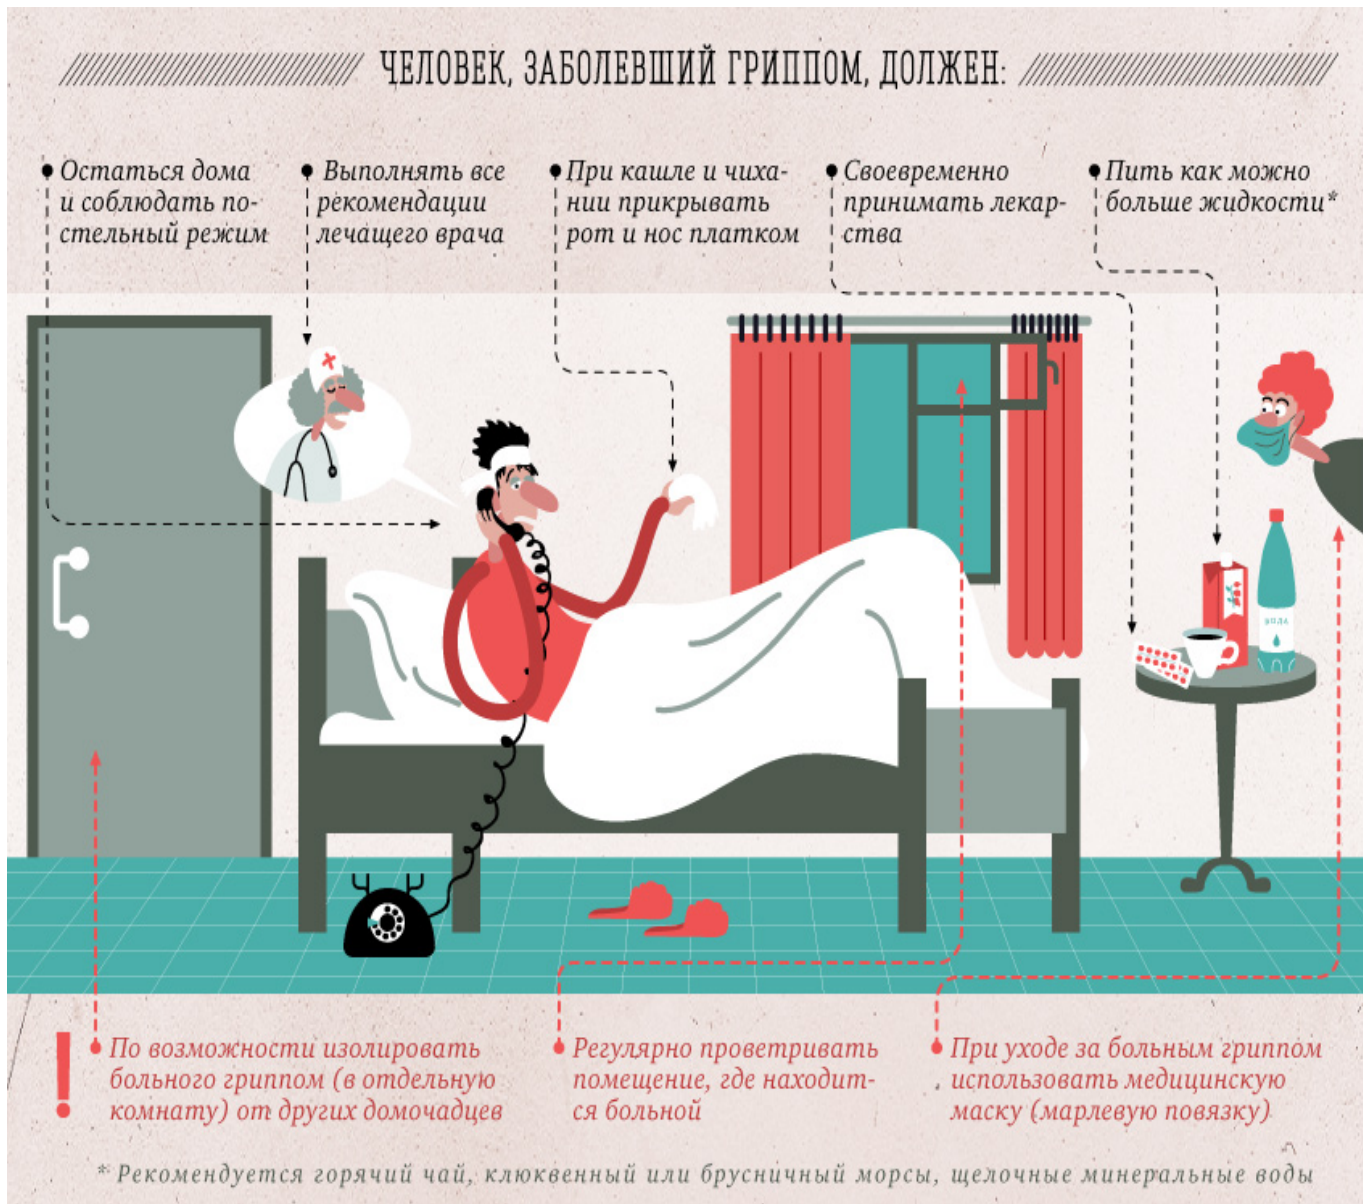 ЧЕЛОВЕК, ЗАБОЛЕВШИЙ ГРИППОМ, ДОЛЖЕН:
Остаться дома
и соблюдать по-
стельный режим
Выполнять все
рекомендации
лечащего врача
При кашле и чиха-
нии прикрывать
рот и нос платком
Своевременно
принимать лекар-
ства
Пить как можно
больше жидкости*
ВОДА
! По возможности изолировать
больного гриппом (в отдельную
комнату) от других домочадцев
Регулярно проветривать
помещение, где находит-
ся больной
При уходе за больным гриппом
использовать медицинскую
маску (марлевую повязку)
* Рекомендуется горячий чай, клюквенный или брусничный морсы, щелочные минеральные воды